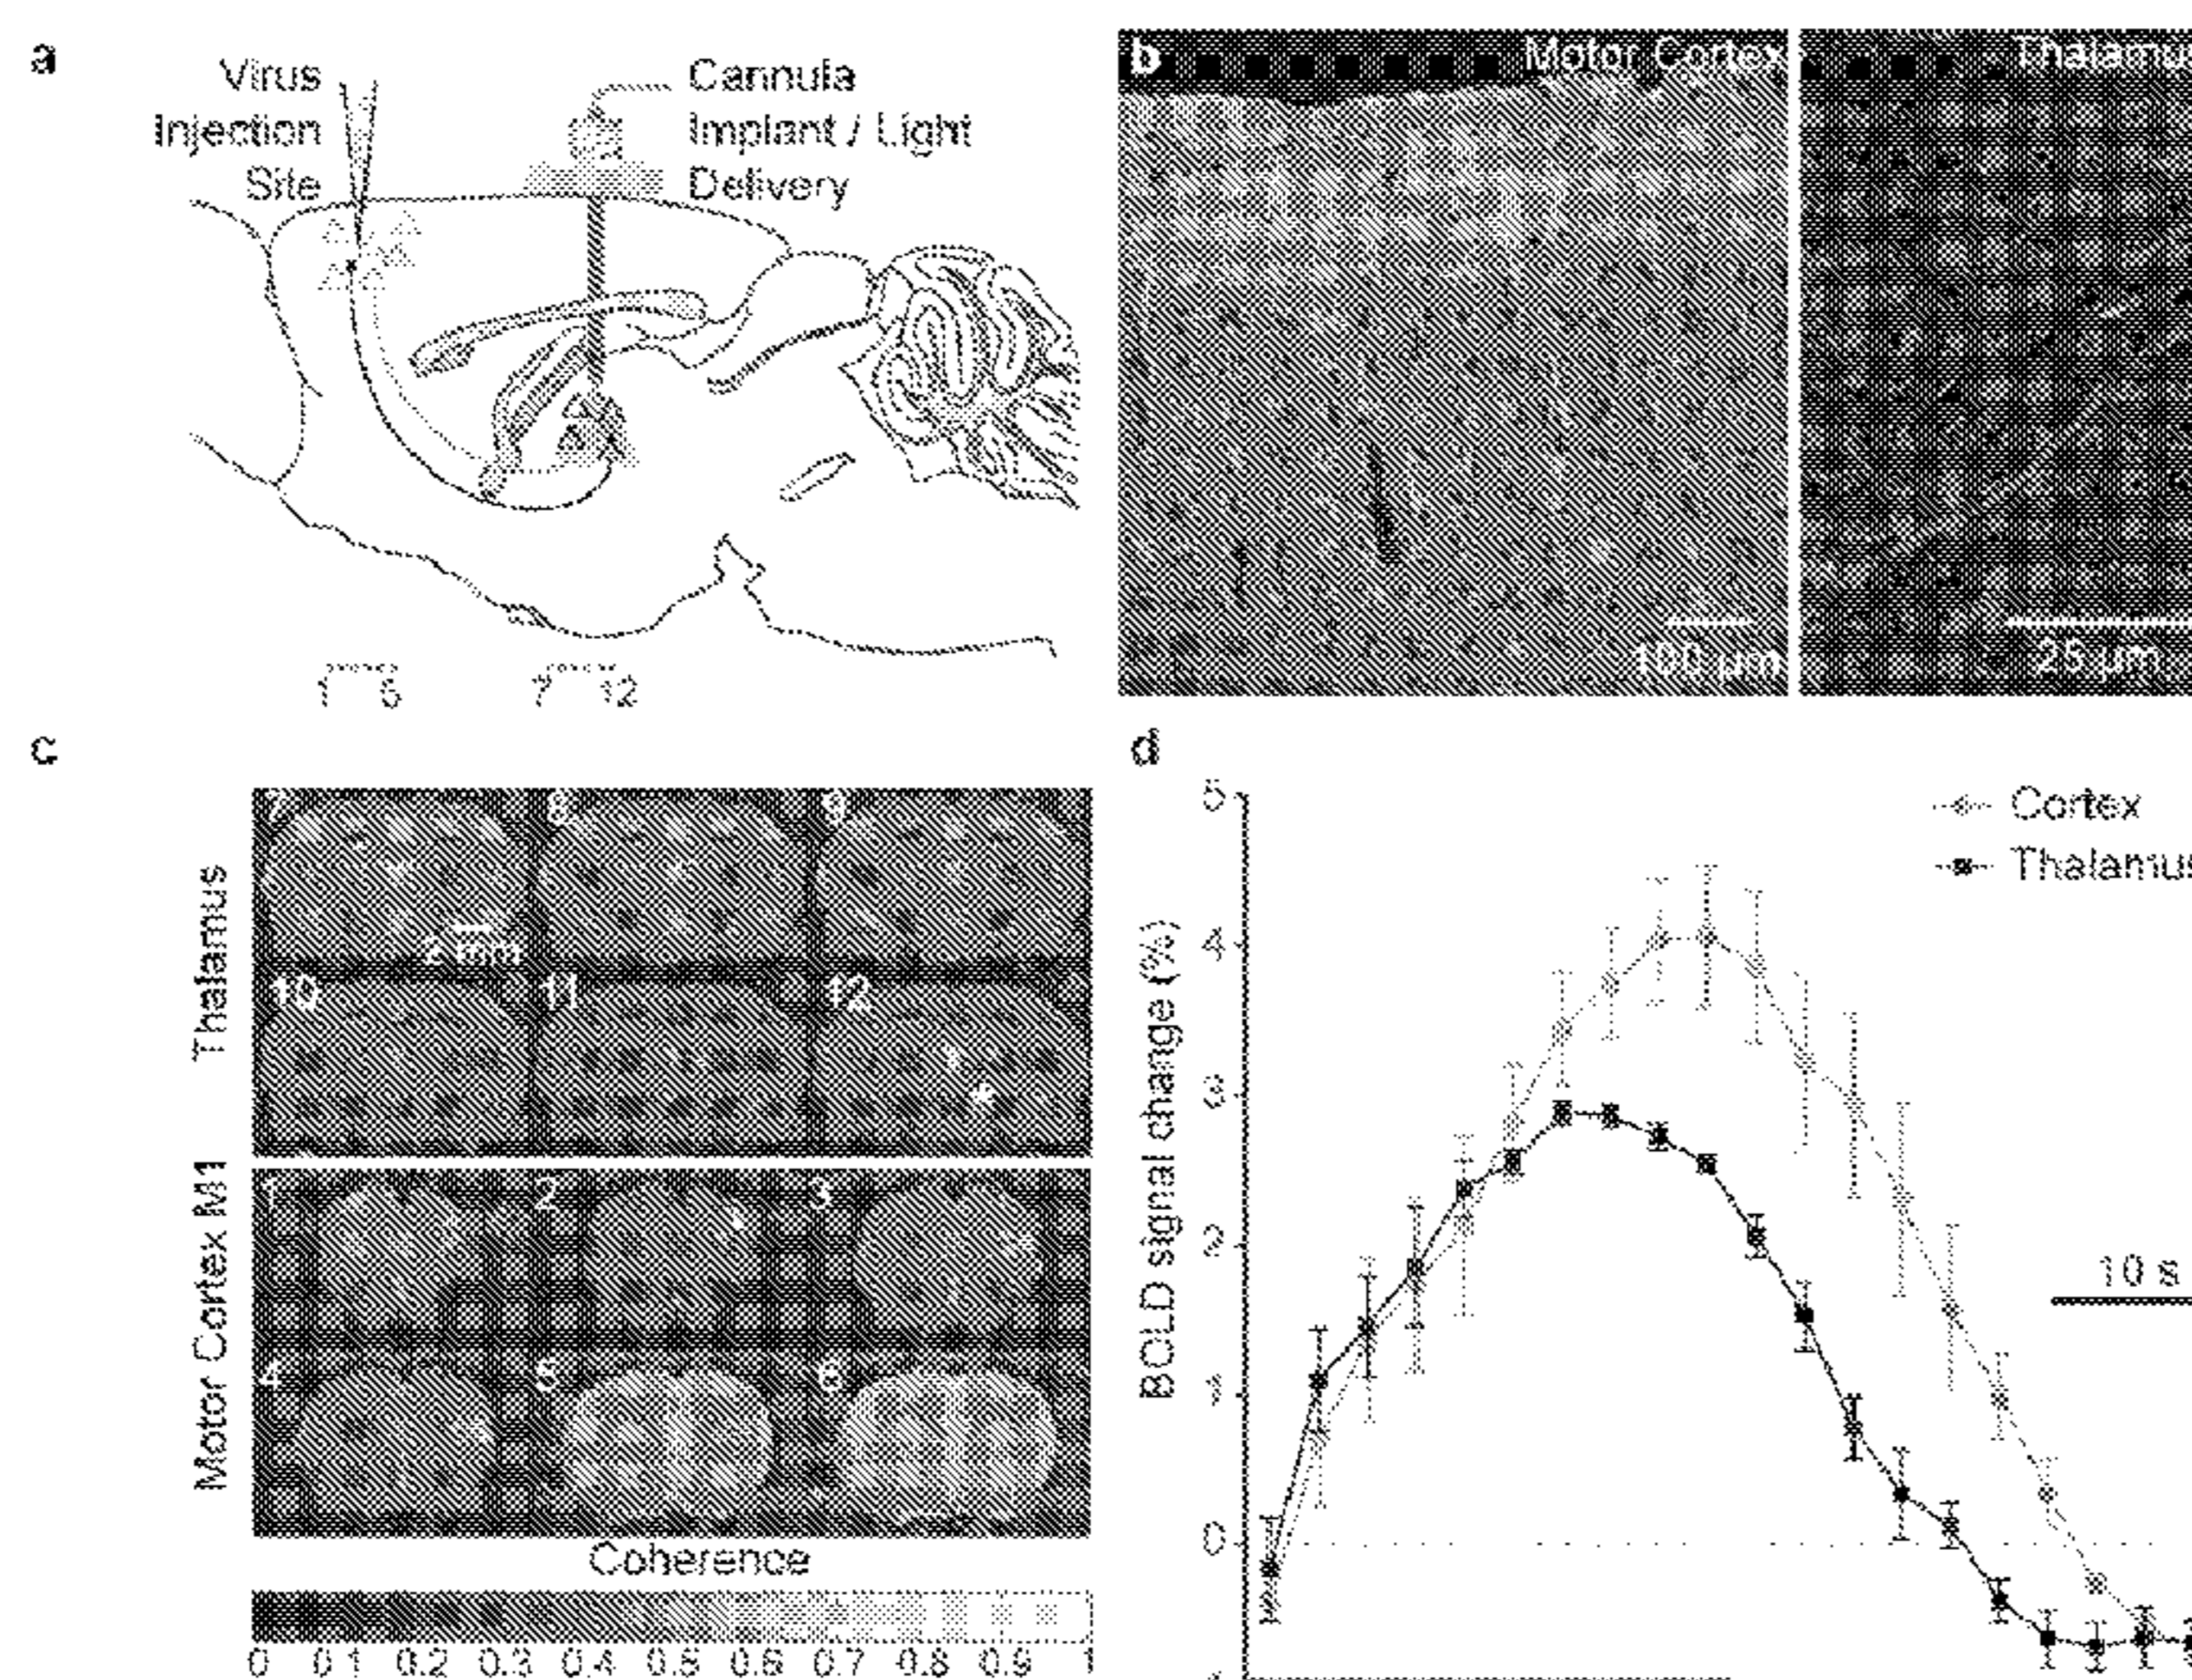 a
Virus
Injection
Site
Cannula
Implant / Light
Delivery
1 6
7 12
b
Motor Cortex
100 µm
Thalamus
25 µm
c
Thalamus
7 8 9
2 mm
10 11 12
Motor Cortex M1
1 2 3
4 5 6
Coherence
0 0.1 0.2 0.3 0.4 0.5 0.6 0.7 0.8 0.9 1
d
BOLD signal change (%)
5
4
3
2
1
0
Cortex
Thalamus
10 s